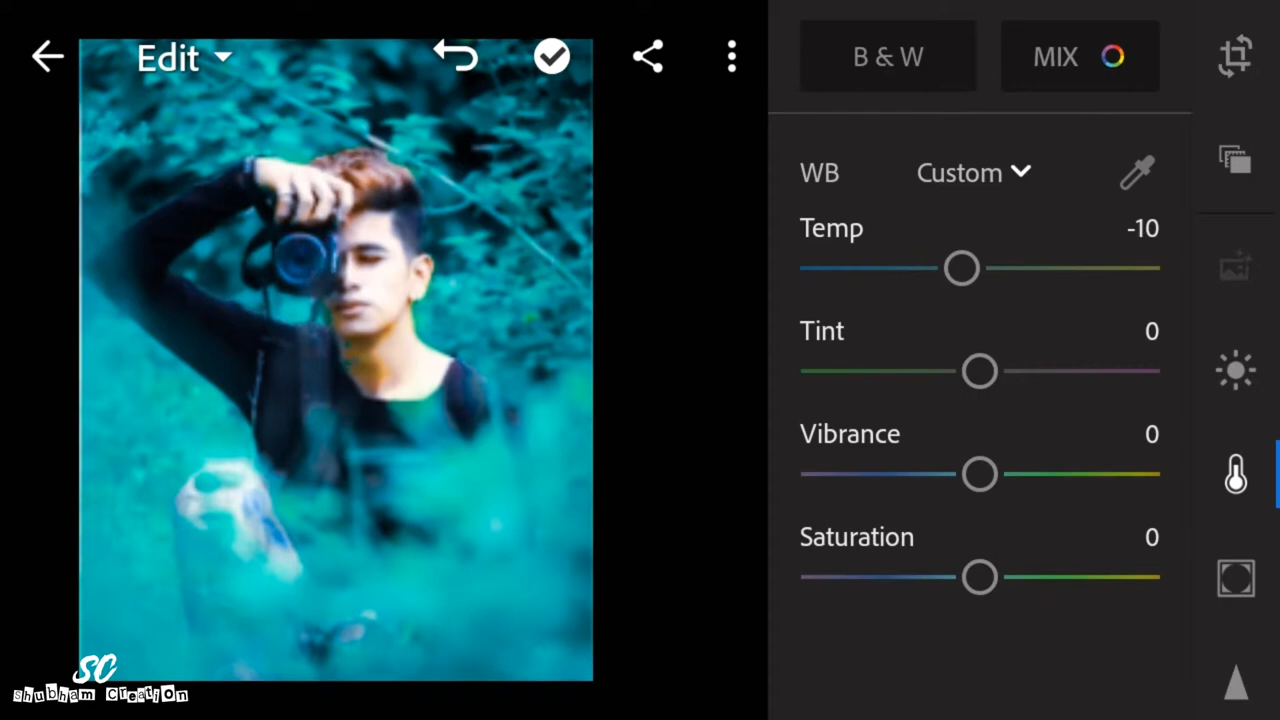 Edit
B & W
MIX
WB
Custom
Temp
-10
Tint
0
Vibrance
0
Saturation
0
SC
Shubham Creation